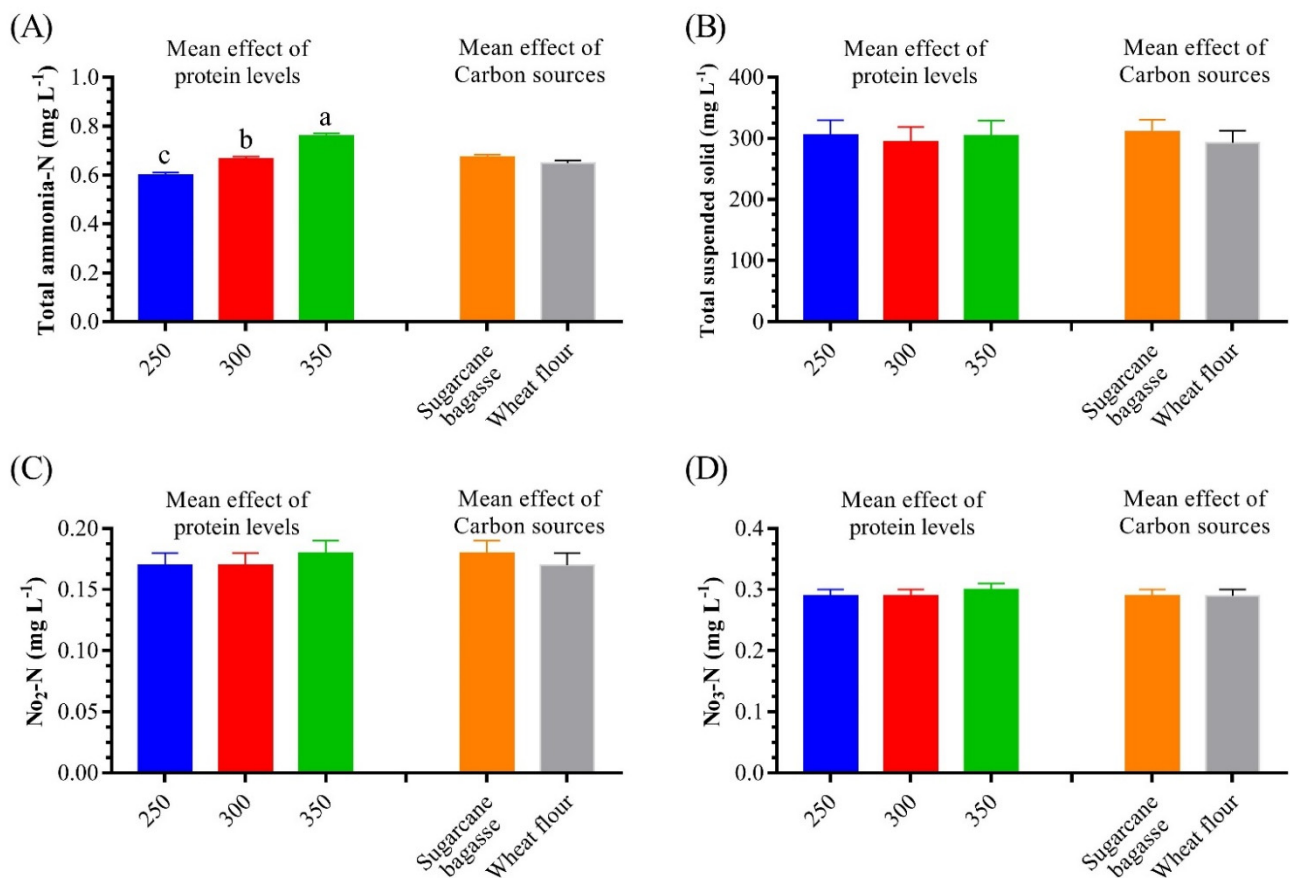 (A)
Mean effect of
protein levels
Mean effect of
Carbon sources
Total ammonia-N (mg L⁻¹)
1.0
0.8
0.6
0.4
0.2
0.0
c
b
a
250
300
350
Sugarcane
bagasse
Wheat flour
(B)
Mean effect of
protein levels
Mean effect of
Carbon sources
Total suspended solid (mg L⁻¹)
400
300
200
100
0
250
300
350
Sugarcane
bagasse
Wheat flour
(C)
Mean effect of
protein levels
Mean effect of
Carbon sources
No₂-N (mg L⁻¹)
0.20
0.15
0.10
0.05
0.00
250
300
350
Sugarcane
bagasse
Wheat flour
(D)
Mean effect of
protein levels
Mean effect of
Carbon sources
No₃-N (mg L⁻¹)
0.4
0.3
0.2
0.1
0.0
250
300
350
Sugarcane
bagasse
Wheat flour